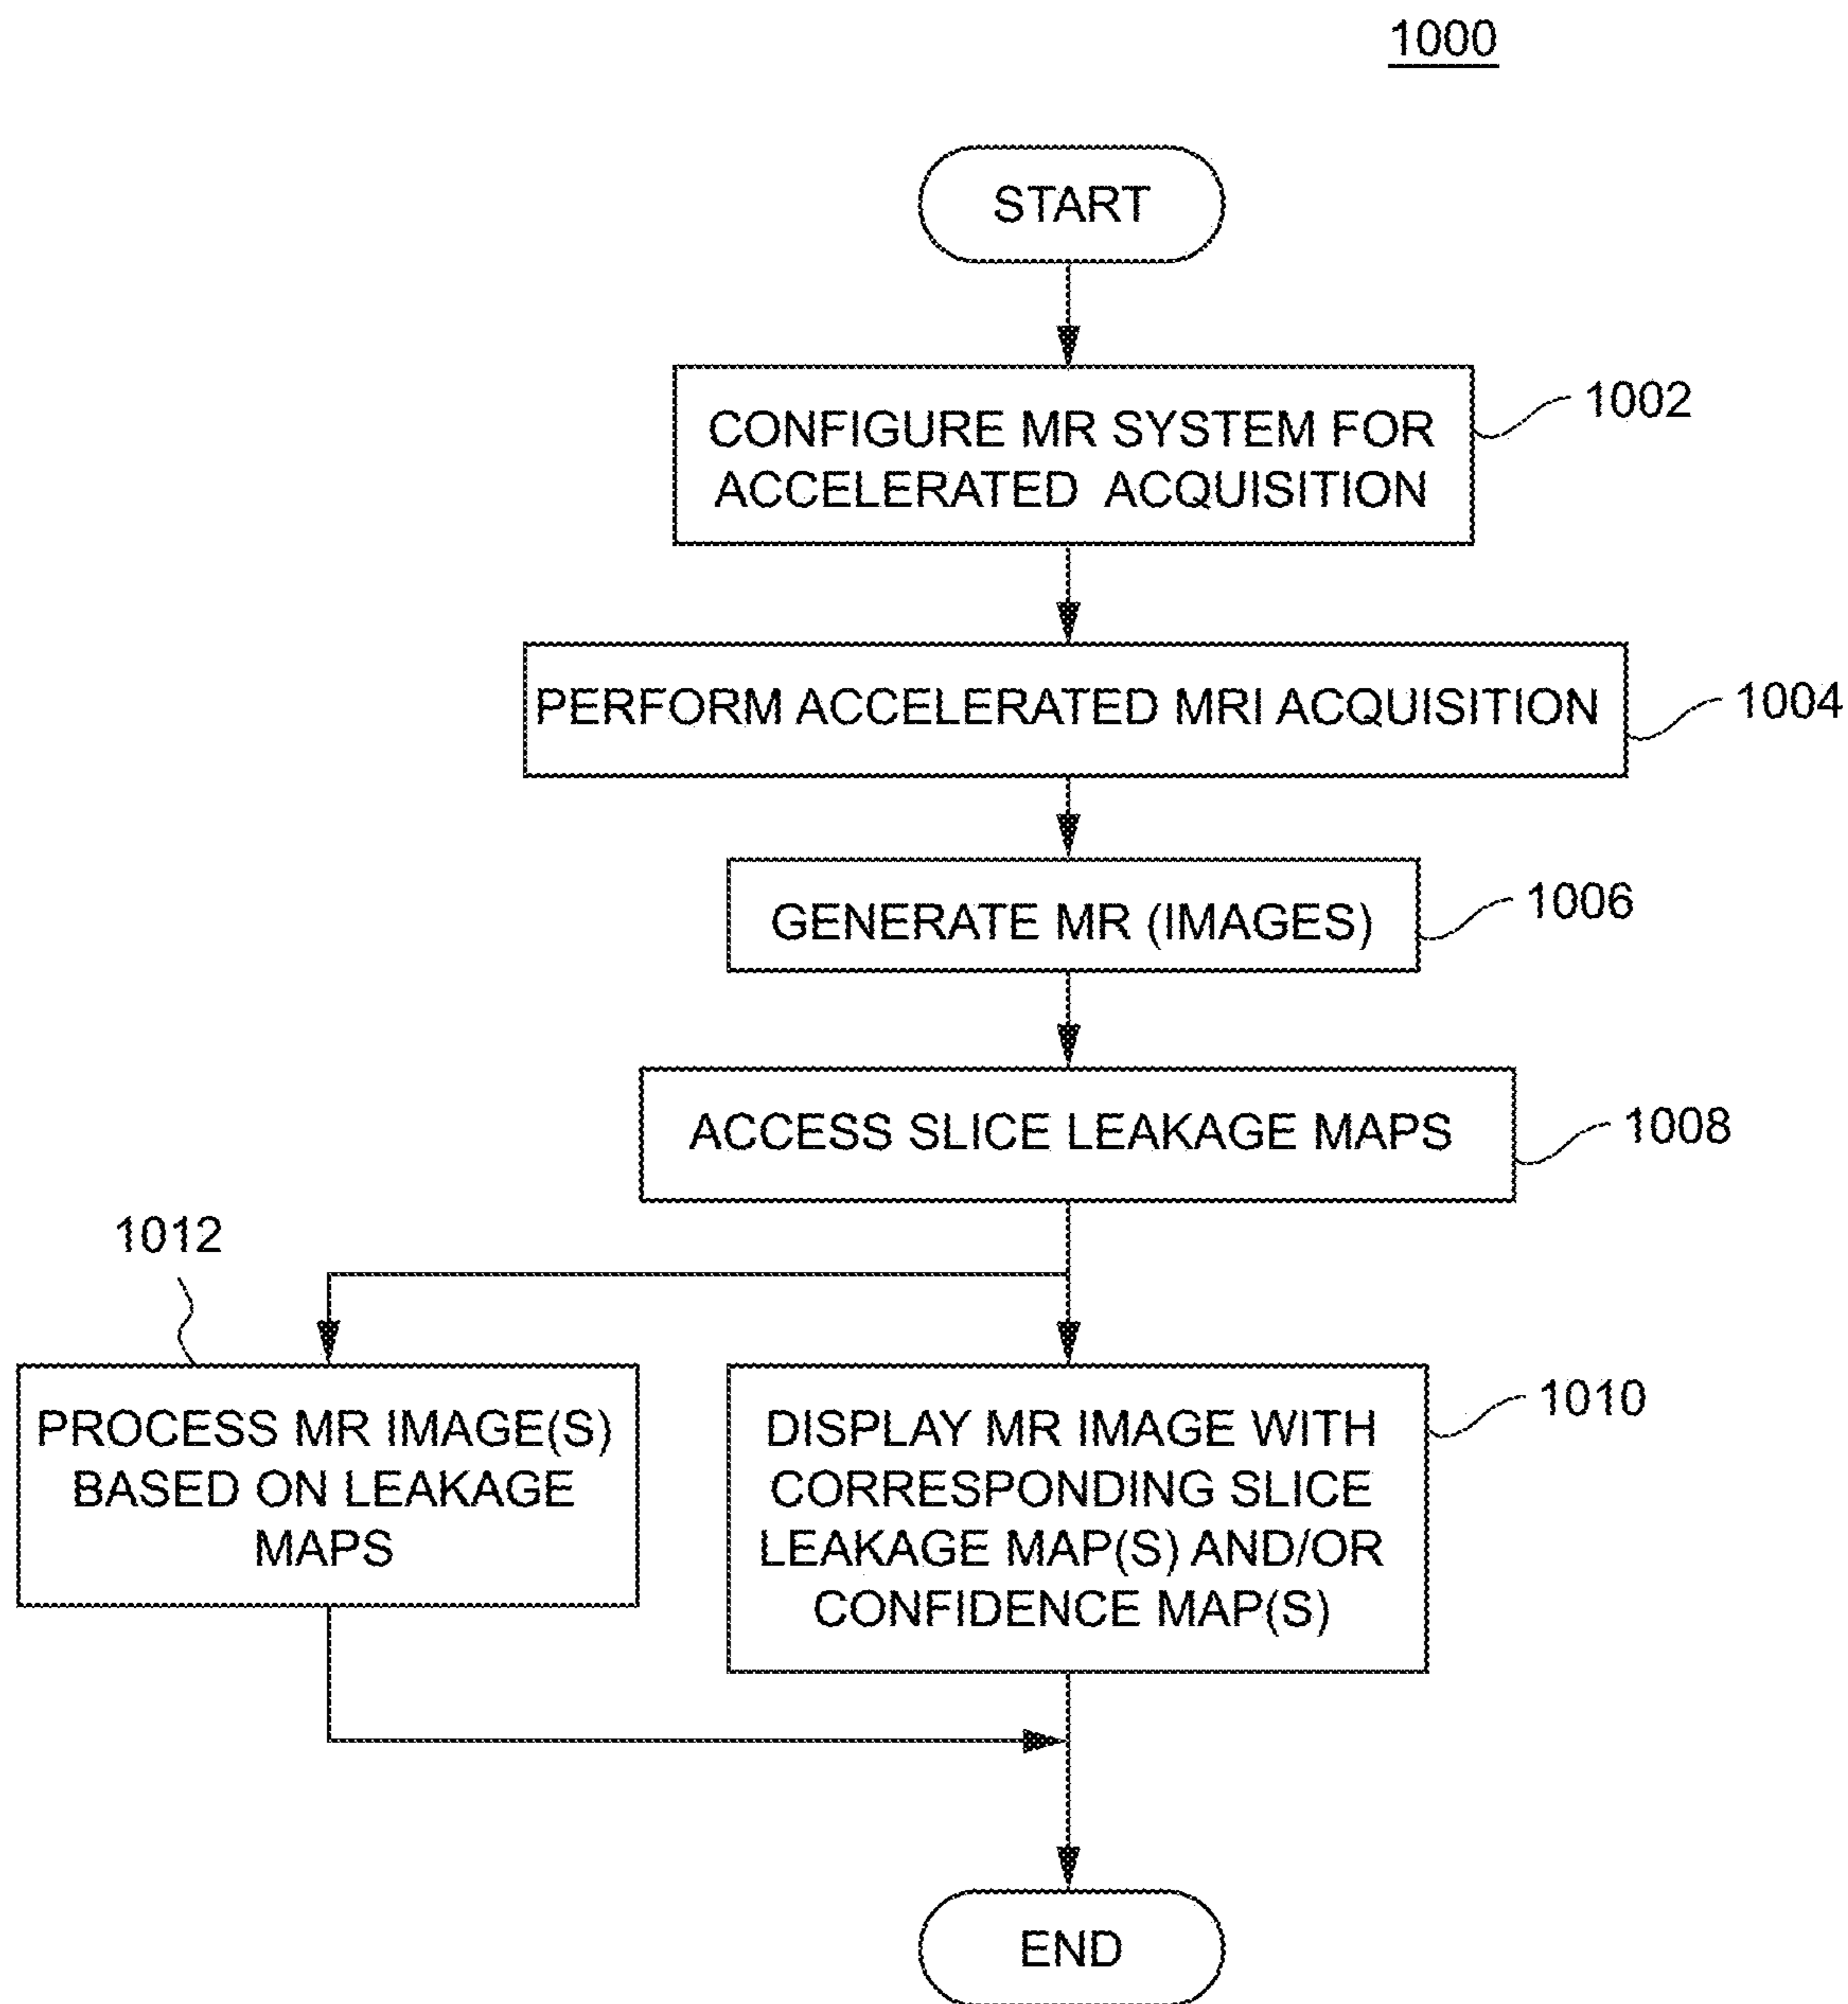 1000
START
CONFIGURE MR SYSTEM FOR
ACCELERATED ACQUISITION
1002
PERFORM ACCELERATED MRI ACQUISITION
1004
GENERATE MR (IMAGES)
1006
ACCESS SLICE LEAKAGE MAPS
1008
1012
PROCESS MR IMAGE(S)
BASED ON LEAKAGE
MAPS
DISPLAY MR IMAGE WITH
CORRESPONDING SLICE
LEAKAGE MAP(S) AND/OR
CONFIDENCE MAP(S)
1010
END